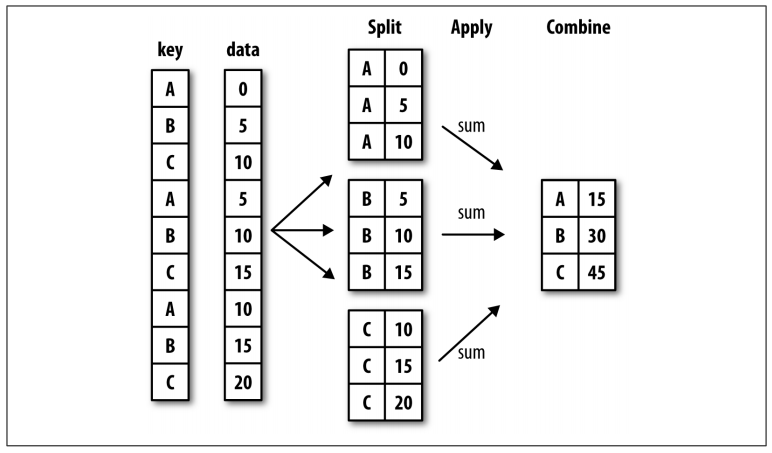 Split Apply Combine
key data
A 0
B 5
C 10
A 5
B 10
C 15
A 10
B 15
C 20
A 0
A 5
A 10
B 5
B 10
B 15
C 10
C 15
C 20
sum
sum
sum
A 15
B 30
C 45